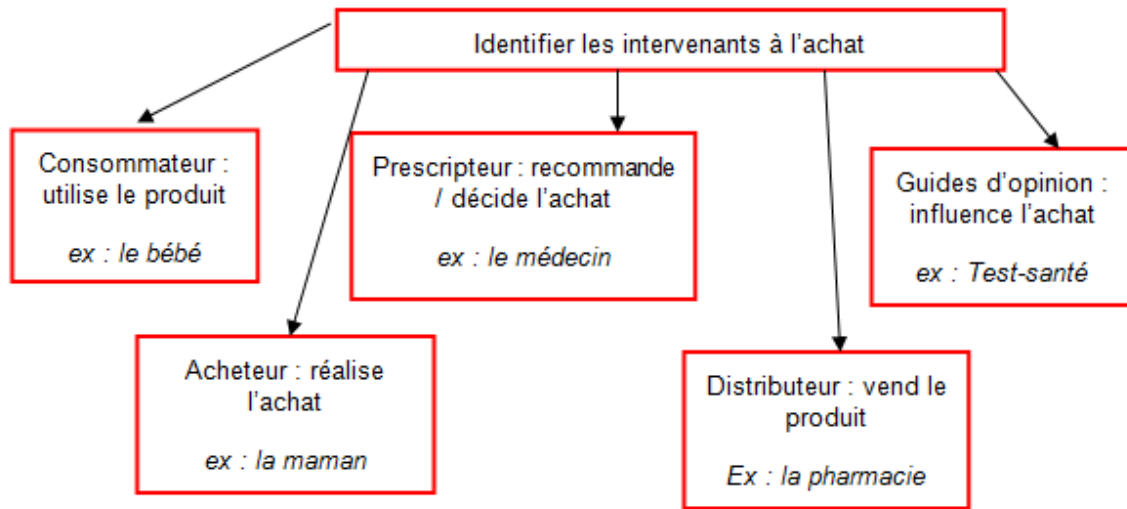 Identifier les intervenants à l'achat
Consommateur :
utilise le produit
ex : le bébé
Prescripteur : recommande
/ décide l'achat
ex : le médecin
Guides d'opinion :
influence l'achat
ex : Test-santé
Acheteur : réalise
l'achat
ex : la maman
Distributeur : vend le
produit
Ex : la pharmacie